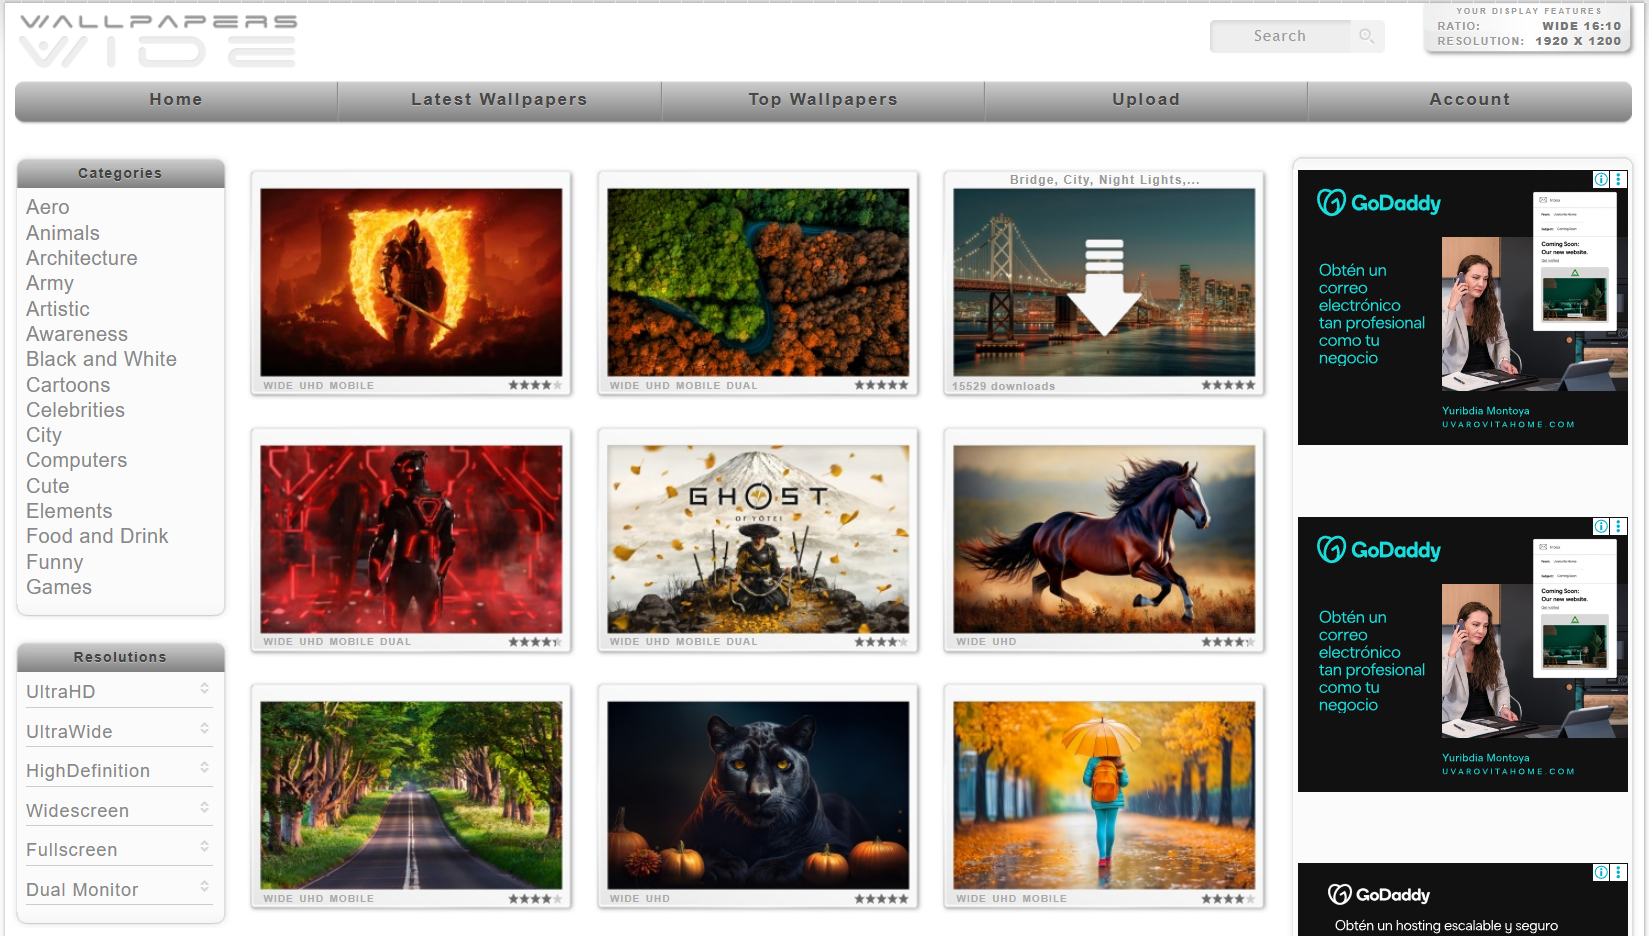 WALLPAPERS
WIDE
Search
YOUR DISPLAY FEATURES
RATIO: WIDE 16:10
RESOLUTION: 1920 X 1200
Home
Latest Wallpapers
Top Wallpapers
Upload
Account
Categories
Aero
Animals
Architecture
Army
Artistic
Awareness
Black and White
Cartoons
Celebrities
City
Computers
Cute
Elements
Food and Drink
Funny
Games
Resolutions
UltraHD
UltraWide
HighDefinition
Widescreen
Fullscreen
Dual Monitor
WIDE UHD MOBILE
WIDE UHD MOBILE DUAL
Bridge, City, Night Lights,...
15529 downloads
WIDE UHD MOBILE DUAL
GHOST
OF YŌTEI
WIDE UHD MOBILE DUAL
WIDE UHD
WIDE UHD MOBILE
WIDE UHD
WIDE UHD MOBILE
GoDaddy
Obtén un
correo
electrónico
tan profesional
como tu
negocio
Coming Soon:
Our new website.
Yuribdia Montoya
UVAROVITAHOME.COM
GoDaddy
Obtén un
correo
electrónico
tan profesional
como tu
negocio
Coming Soon:
Our new website.
Yuribdia Montoya
UVAROVITAHOME.COM
GoDaddy
Obtén un hosting escalable y seguro